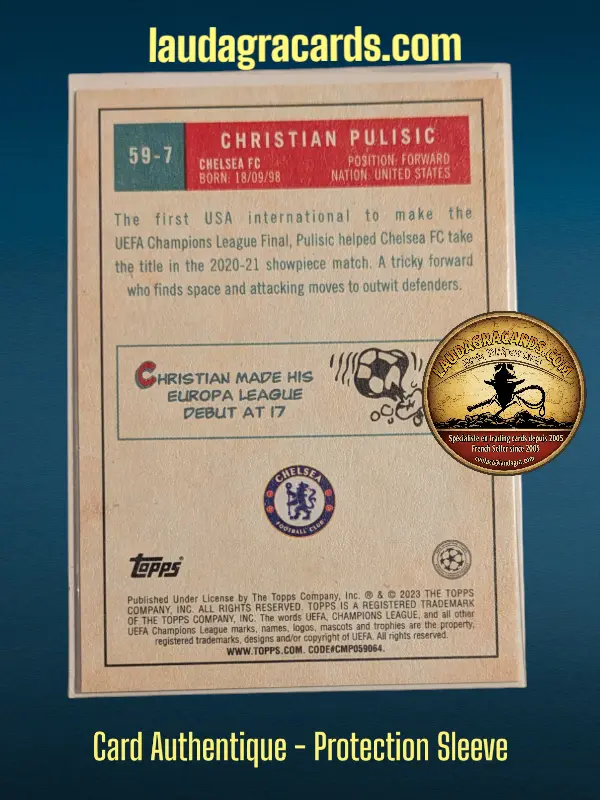 laudagracards.com
59-7
CHRISTIAN PULISIC
CHELSEA FC
POSITION: FORWARD
BORN: 18/09/98
NATION: UNITED STATES
The first USA international to make the
UEFA Champions League Final, Pulisic helped Chelsea FC take
the title in the 2020-21 showpiece match. A tricky forward
who finds space and attacking moves to outwit defenders.
CHRISTIAN MADE HIS
EUROPA LEAGUE
DEBUT AT 17
LAUDAGRACARDS.COM
Spécialiste en trading cards depuis 2005
French Seller since 2005
CHELSEA
FOOTBALL CLUB
Topps
Published Under License by The Topps Company, Inc. ® & © 2023 THE TOPPS
COMPANY, INC. ALL RIGHTS RESERVED. TOPPS IS A REGISTERED TRADEMARK
OF THE TOPPS COMPANY, INC. The words UEFA, CHAMPIONS LEAGUE, and all other
UEFA Champions League marks, names, logos, mascots and trophies are the property,
registered trademarks, designs and/or copyright of UEFA. All rights reserved.
WWW.TOPPS.COM. CODE#CMP059064.
Card Authentique - Protection Sleeve